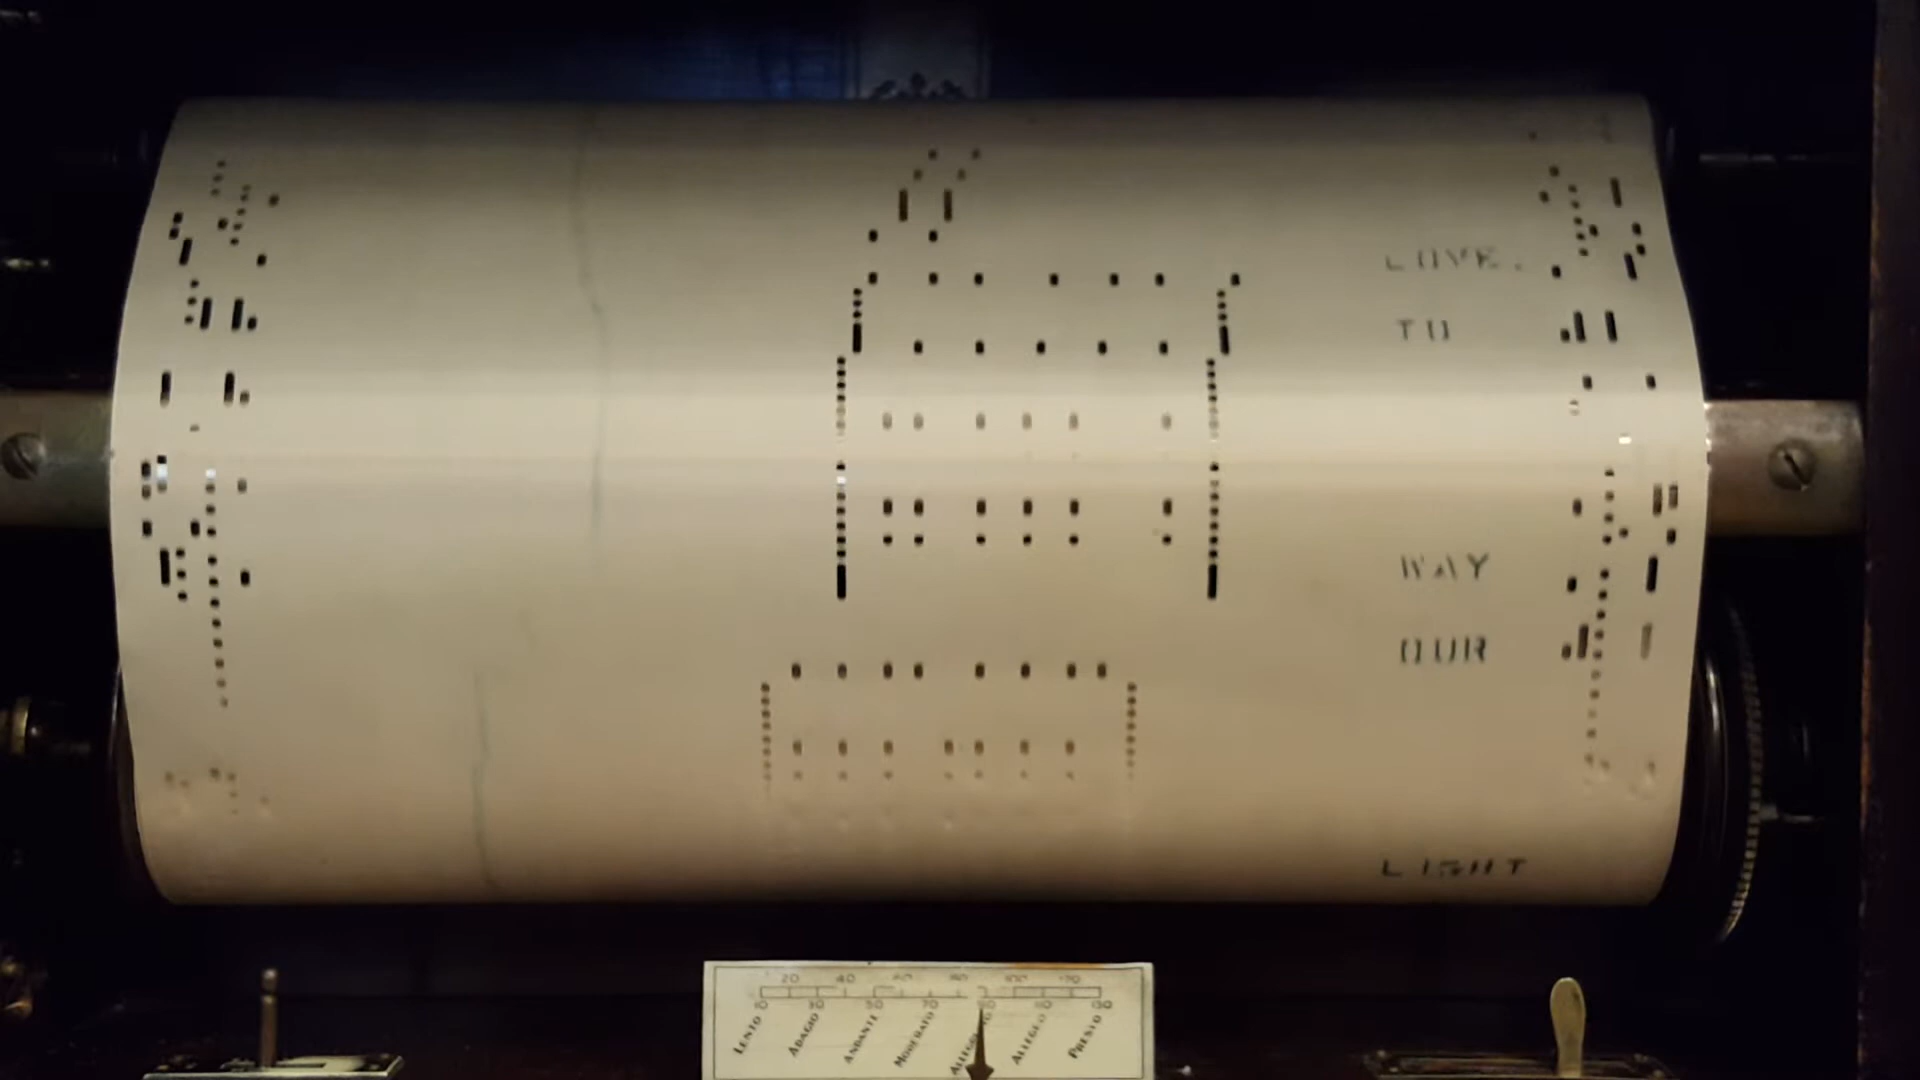 LOVE.
TO
WAY
OUR
LIGHT
20 40 60 80 100 120
10 30 50 70 90 110 130
LENTO ADAGIO ANDANTE MODERATO ALLEGRO PRESTO